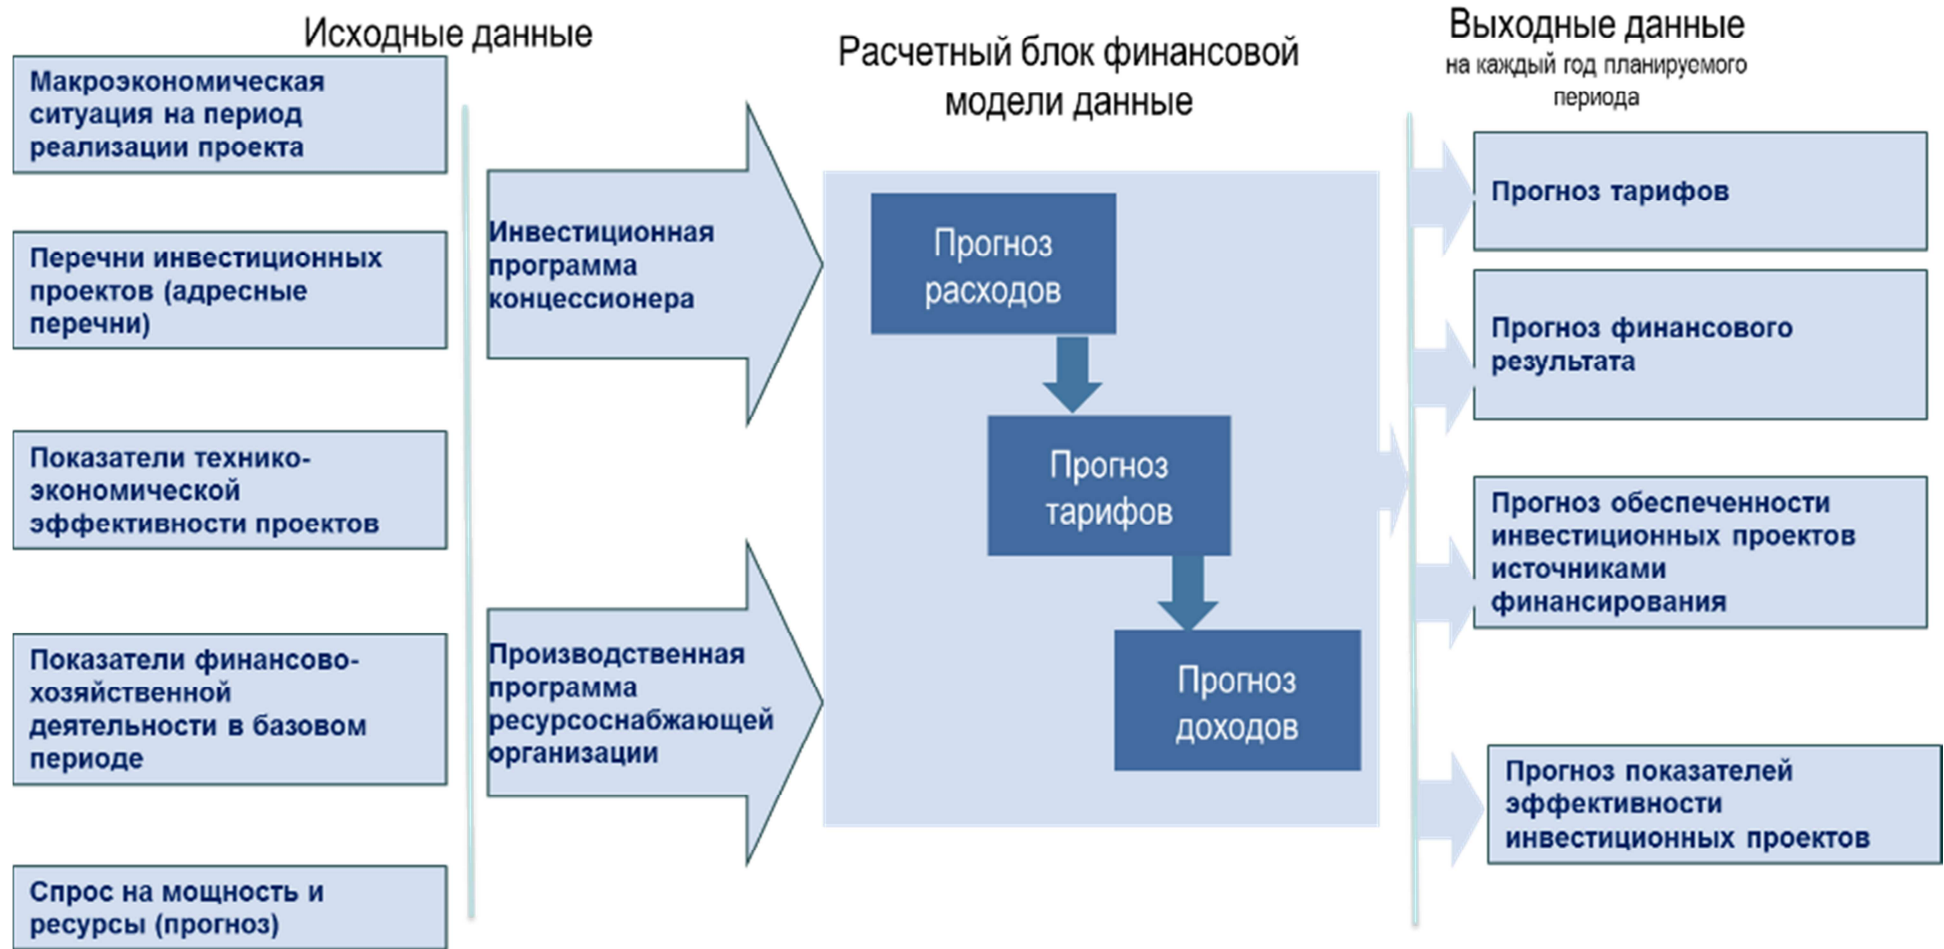 Исходные данные
Макроэкономическая
ситуация на период
реализации проекта
Перечни инвестиционных
проектов (адресные
перечни)
Показатели технико-
экономической
эффективности проектов
Показатели финансово-
хозяйственной
деятельности в базовом
периоде
Спрос на мощность и
ресурсы (прогноз)
Инвестиционная
программа
концессионера
Производственная
программа
ресурсоснабжающей
организации
Расчетный блок финансовой
модели данные
Прогноз
расходов
Прогноз
тарифов
Прогноз
доходов
Выходные данные
на каждый год планируемого
периода
Прогноз тарифов
Прогноз финансового
результата
Прогноз обеспеченности
инвестиционных проектов
источниками
финансирования
Прогноз показателей
эффективности
инвестиционных проектов